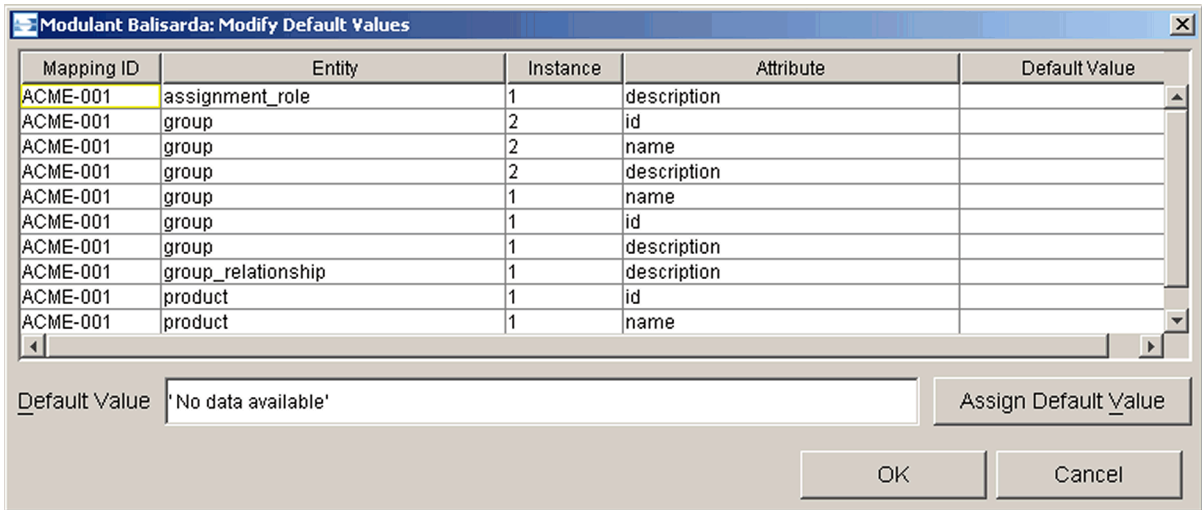 Modulant Balisarda: Modify Default Values
Mapping ID Entity Instance Attribute Default Value
ACME-001 assignment_role 1 description
ACME-001 group 2 id
ACME-001 group 2 name
ACME-001 group 2 description
ACME-001 group 1 name
ACME-001 group 1 id
ACME-001 group 1 description
ACME-001 group_relationship 1 description
ACME-001 product 1 id
ACME-001 product 1 name
Default Value ' No data available' Assign Default Value
OK Cancel